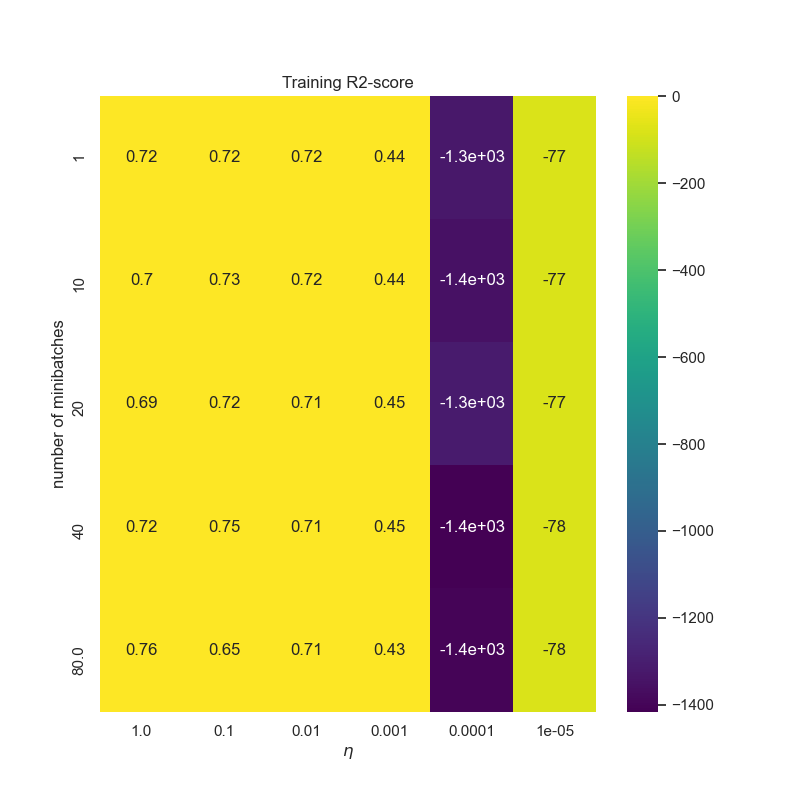 Training R2-score
1 0.72 0.72 0.72 0.44 -1.3e+03 -77
10 0.7 0.73 0.72 0.44 -1.4e+03 -77
20 0.69 0.72 0.71 0.45 -1.3e+03 -77
40 0.72 0.75 0.71 0.45 -1.4e+03 -78
80.0 0.76 0.65 0.71 0.43 -1.4e+03 -78
1.0 0.1 0.01 0.001 0.0001 1e-05
η
number of minibatches
0
−200
−400
−600
−800
−1000
−1200
−1400